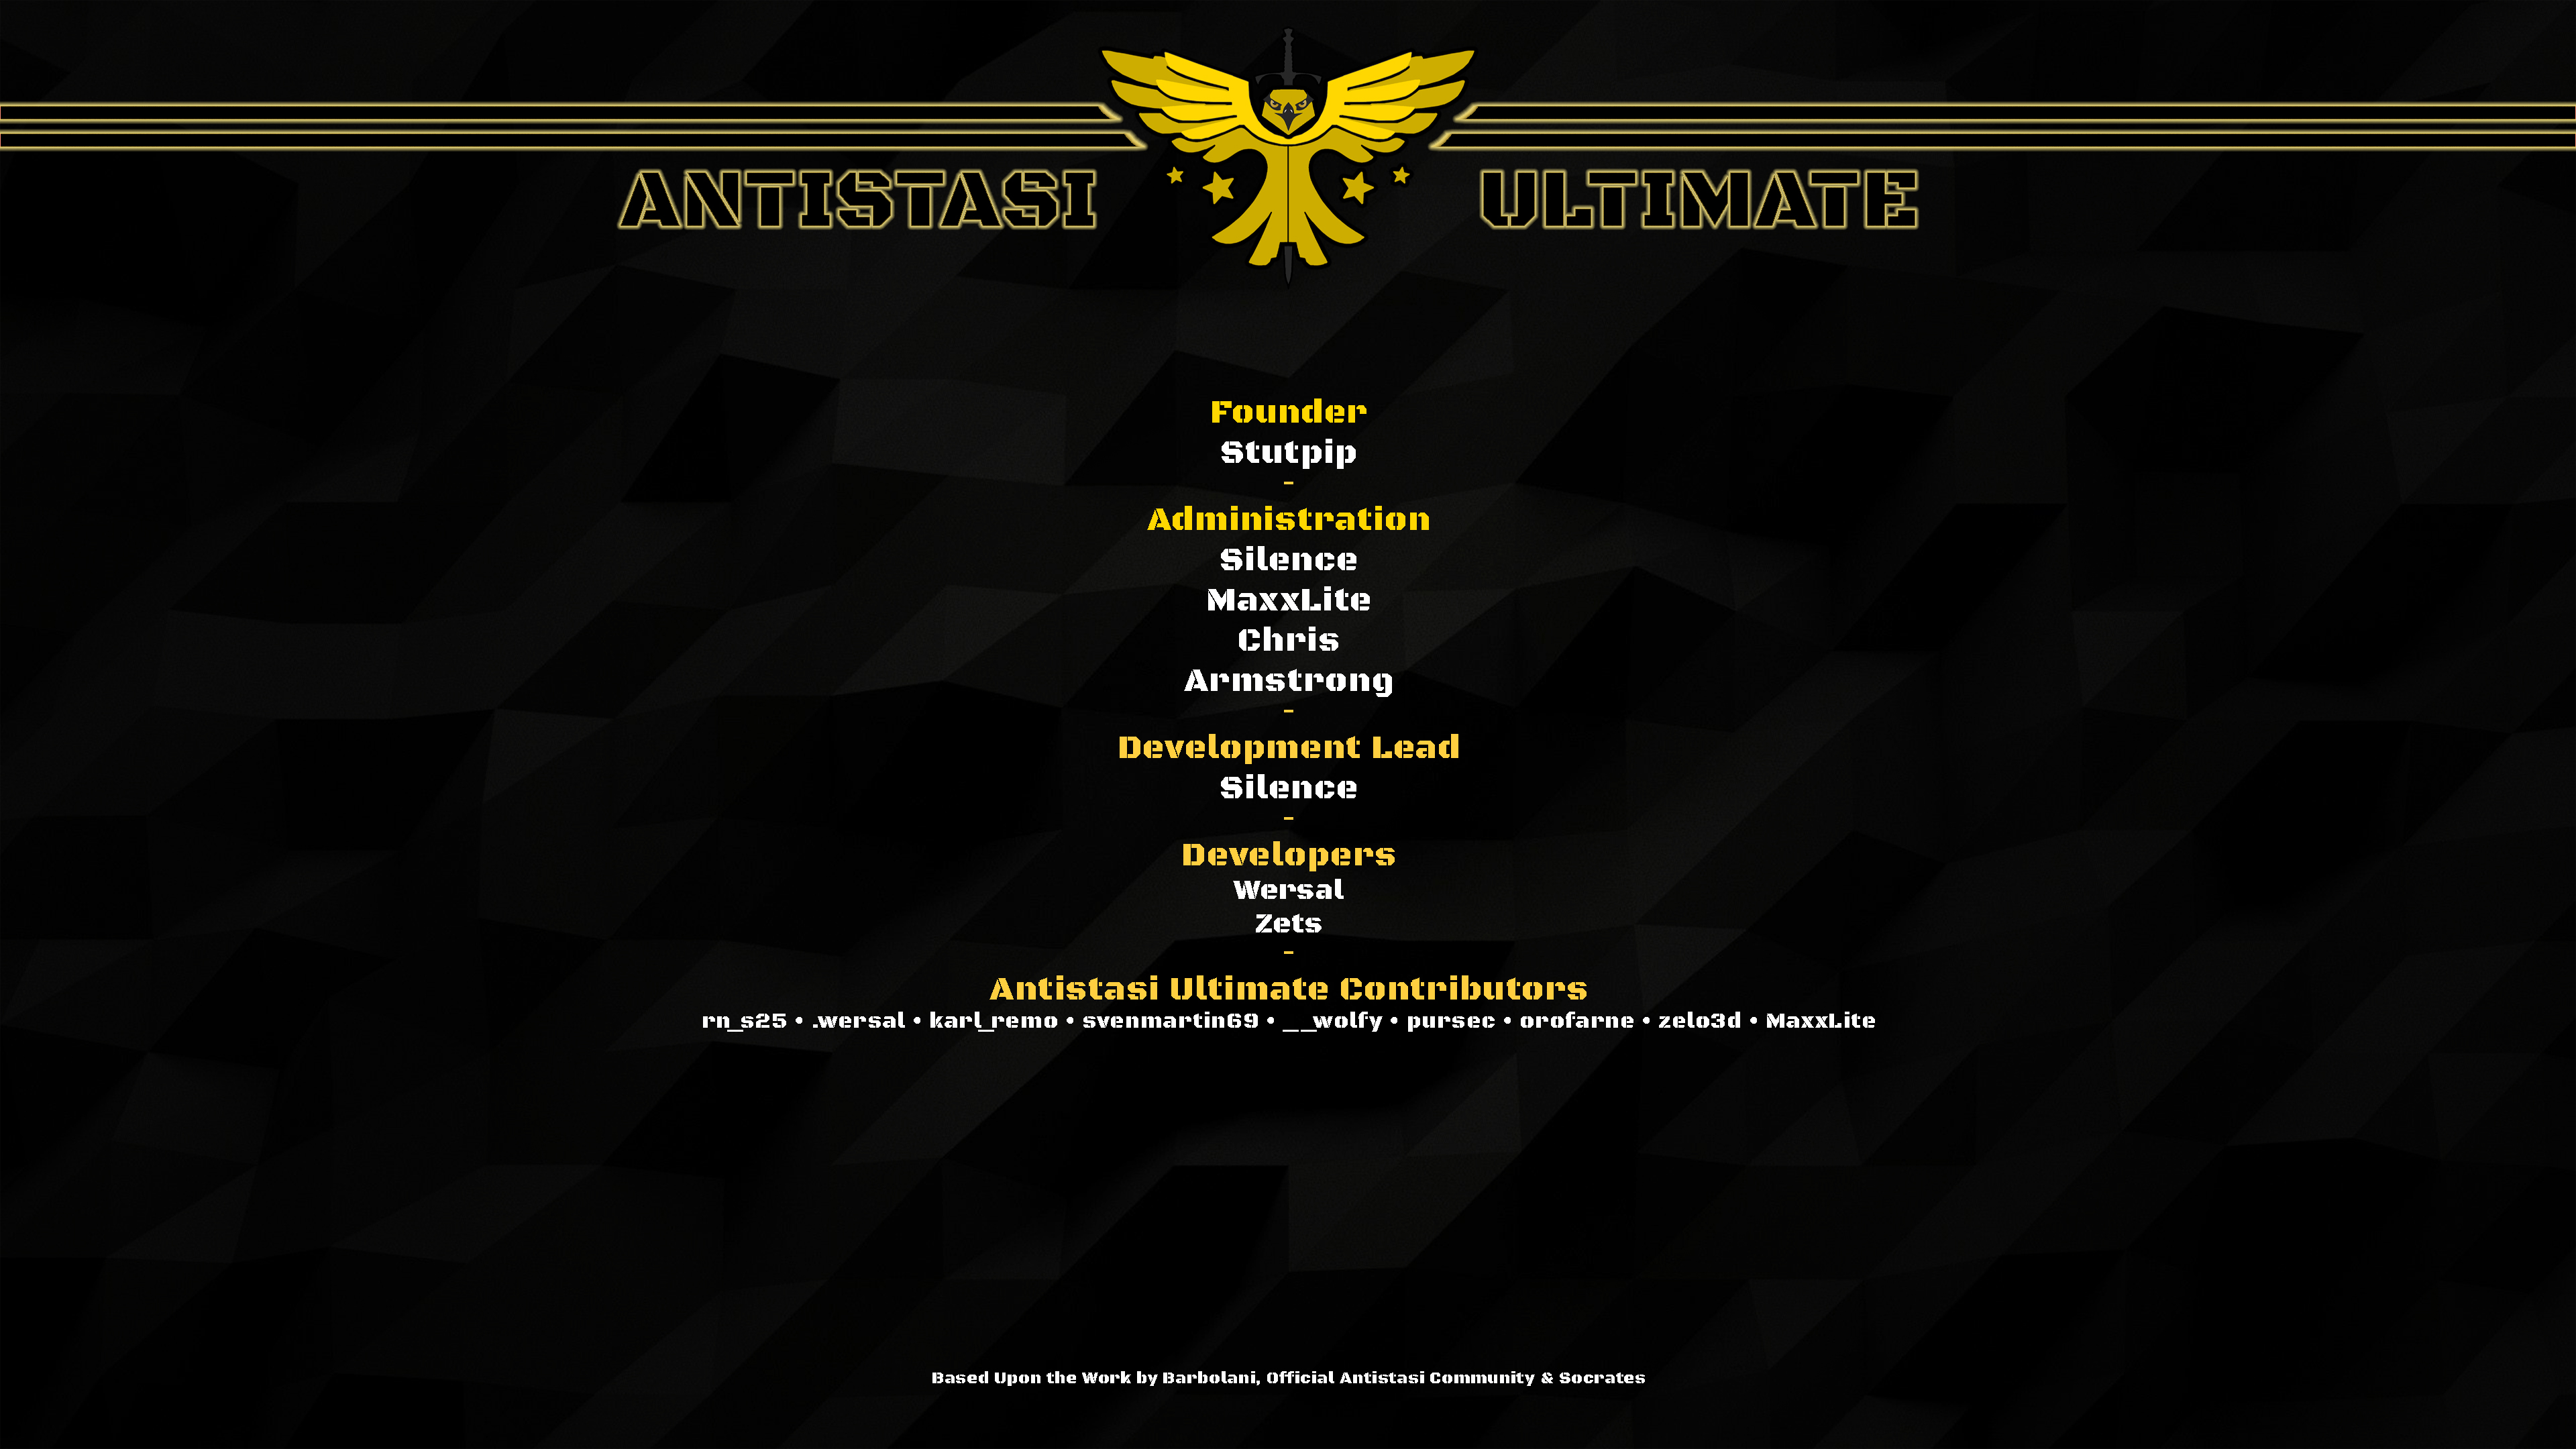 ANTISTASI ULTIMATE
Founder
Stutpip
-
Administration
Silence
MaxxLite
Chris
Armstrong
-
Development Lead
Silence
-
Developers
Wersal
Zets
-
Antistasi Ultimate Contributors
rn_s25 • .wersal • karl_remo • svenmartin69 • __wolfy • pursec • orofarne • zelo3d • MaxxLite
Based Upon the Work by Barbolani, Official Antistasi Community & Socrates